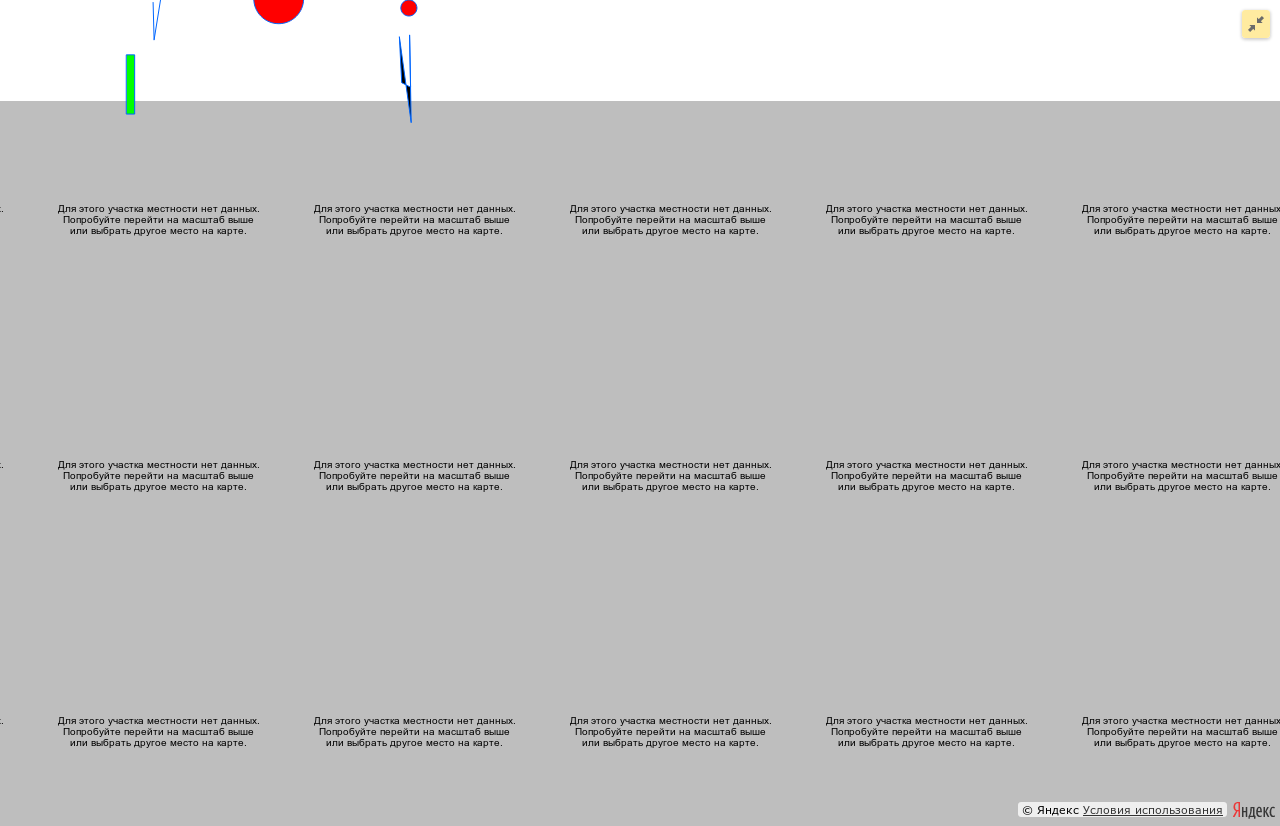 Для этого участка местности нет данных. Для этого участка местности нет данных. Для этого участка местности нет данных. Для этого участка местности нет данных. Для этого участка местности нет данных.
Попробуйте перейти на масштаб выше Попробуйте перейти на масштаб выше Попробуйте перейти на масштаб выше Попробуйте перейти на масштаб выше Попробуйте перейти на масштаб выше
или выбрать другое место на карте. или выбрать другое место на карте. или выбрать другое место на карте. или выбрать другое место на карте. или выбрать другое место на карте.
Для этого участка местности нет данных. Для этого участка местности нет данных. Для этого участка местности нет данных. Для этого участка местности нет данных. Для этого участка местности нет данных.
Попробуйте перейти на масштаб выше Попробуйте перейти на масштаб выше Попробуйте перейти на масштаб выше Попробуйте перейти на масштаб выше Попробуйте перейти на масштаб выше
или выбрать другое место на карте. или выбрать другое место на карте. или выбрать другое место на карте. или выбрать другое место на карте. или выбрать другое место на карте.
Для этого участка местности нет данных. Для этого участка местности нет данных. Для этого участка местности нет данных. Для этого участка местности нет данных. Для этого участка местности нет данных.
Попробуйте перейти на масштаб выше Попробуйте перейти на масштаб выше Попробуйте перейти на масштаб выше Попробуйте перейти на масштаб выше Попробуйте перейти на масштаб выше
или выбрать другое место на карте. или выбрать другое место на карте. или выбрать другое место на карте. или выбрать другое место на карте. или выбрать другое место на карте.
© Яндекс Условия использования Яндекс